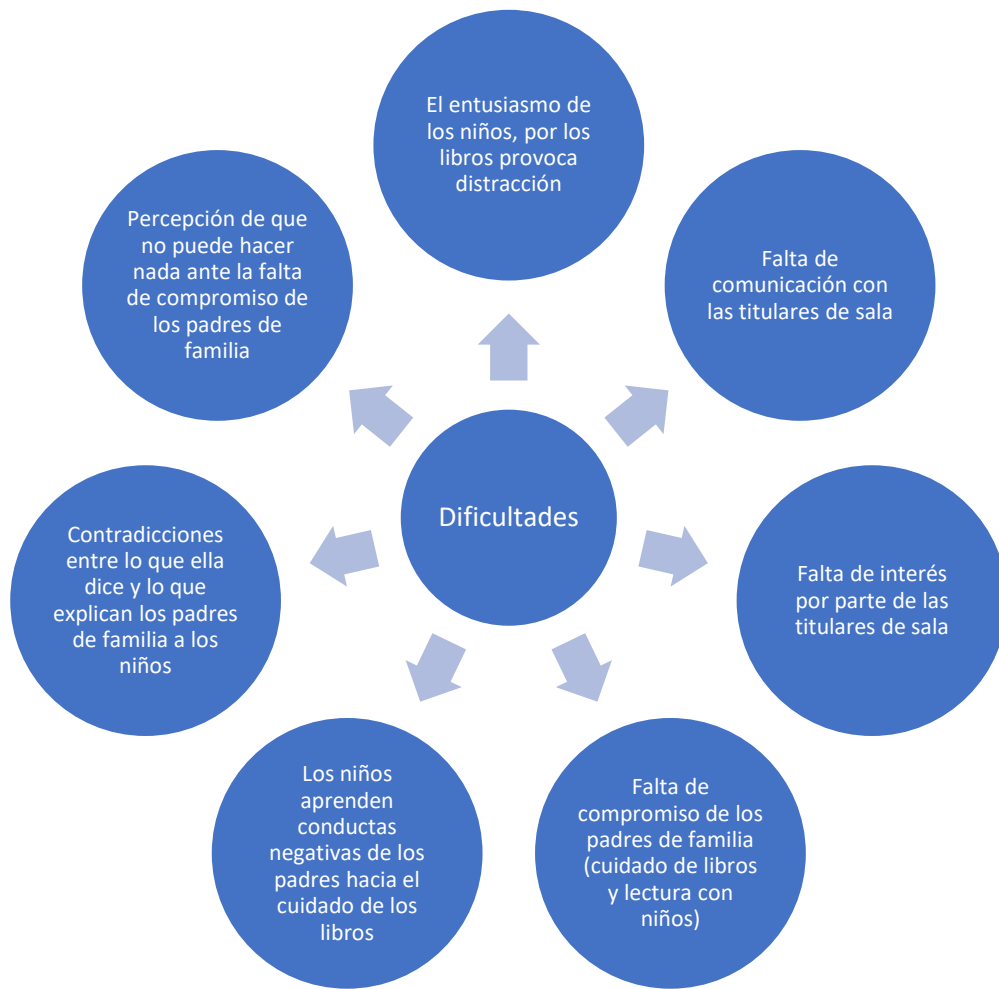 El entusiasmo de
los niños, por los
libros provoca
distracción
Falta de
comunicación con
las titulares de sala
Falta de interés
por parte de las
titulares de sala
Falta de
compromiso de los
padres de familia
(cuidado de libros
y lectura con
niños)
Los niños
aprenden
conductas
negativas de los
padres hacia el
cuidado de los
libros
Contradicciones
entre lo que ella
dice y lo que
explican los padres
de familia a los
niños
Percepción de que
no puede hacer
nada ante la falta
de compromiso de
los padres de
familia
Dificultades